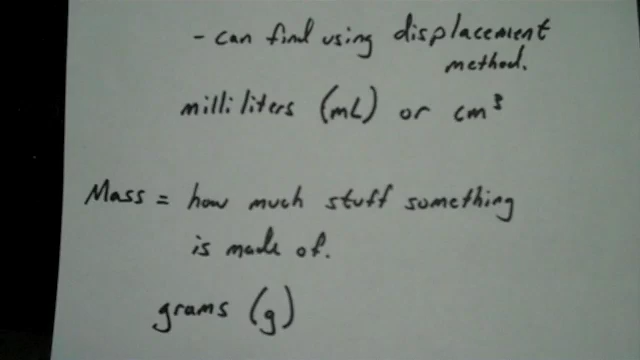 - can find using displacement
method.
milliliters (mL) or cm³
Mass = how much stuff something
is made of.
grams (g)